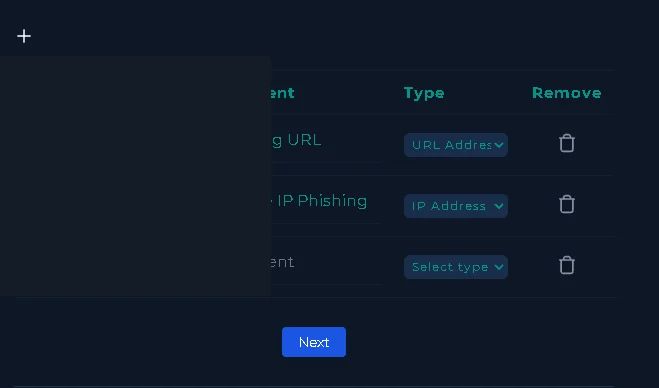 +
ent Type Remove
g URL URL Addres
IP Phishing IP Address
ent Select type
Next